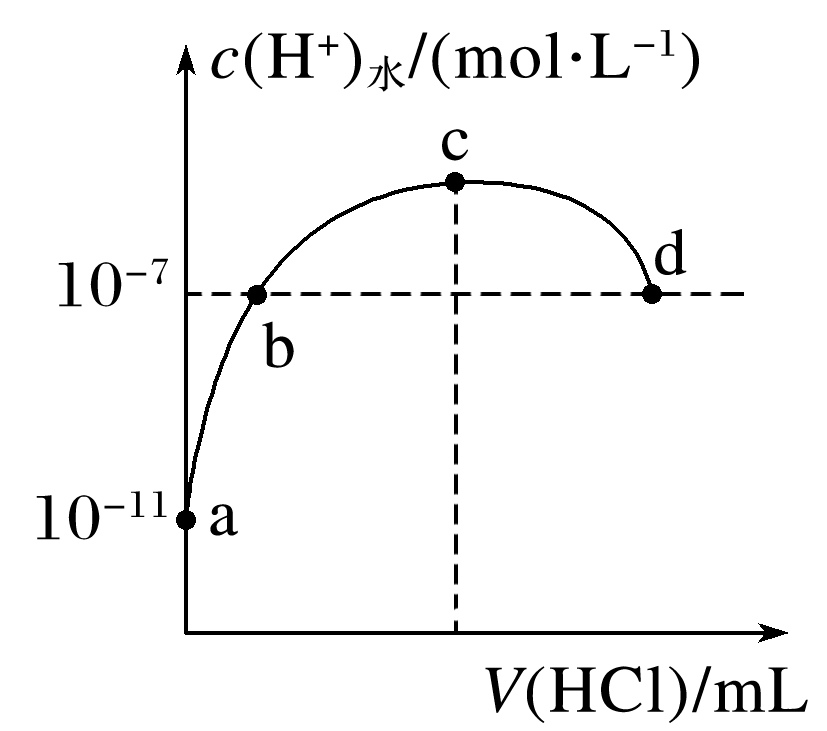 c(H⁺)水/(mol·L⁻¹)
c
10⁻⁷
d
b
10⁻¹¹
a
V(HCl)/mL